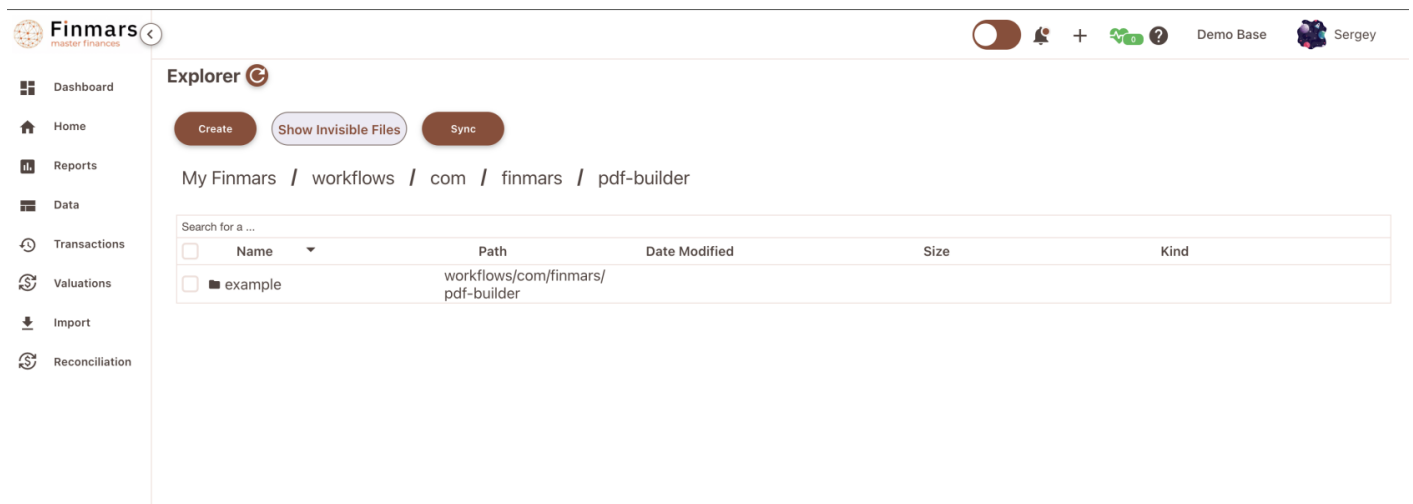 Finmars
master finances
0
?
Demo Base
Sergey
Dashboard
Home
Reports
Data
Transactions
Valuations
Import
Reconciliation
Explorer
Create
Show Invisible Files
Sync
My Finmars / workflows / com / finmars / pdf-builder
Search for a ...
Name Path Date Modified Size Kind
example workflows/com/finmars/
pdf-builder